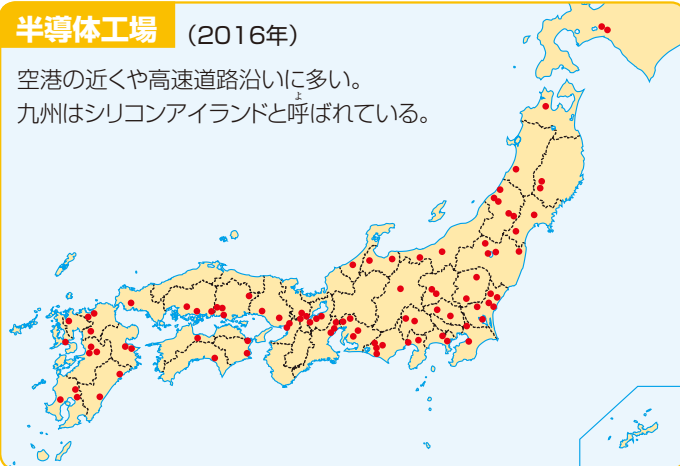 半導体工場 (2016年)
空港の近くや高速道路沿いに多い。
九州はシリコンアイランドと呼ばれている。
よ